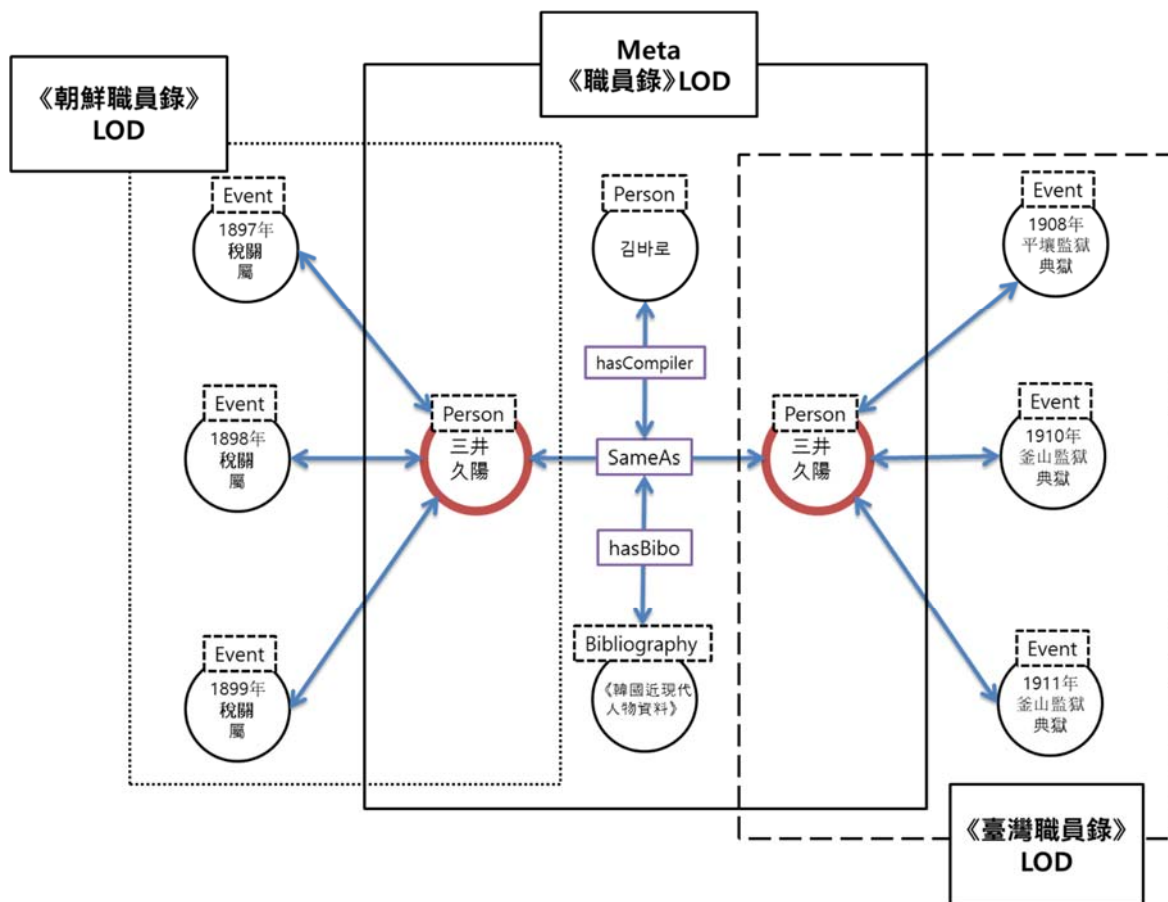 Meta
《職員錄》LOD
《朝鮮職員錄》
LOD
Event
1897年
稅關
屬
Event
1898年
稅關
屬
Event
1899年
稅關
屬
Person
三井
久陽
Person
김바로
hasCompiler
SameAs
hasBibo
Bibliography
《韓國近現代
人物資料》
Person
三井
久陽
Event
1908年
平壤監獄
典獄
Event
1910年
釜山監獄
典獄
Event
1911年
釜山監獄
典獄
《臺灣職員錄》
LOD